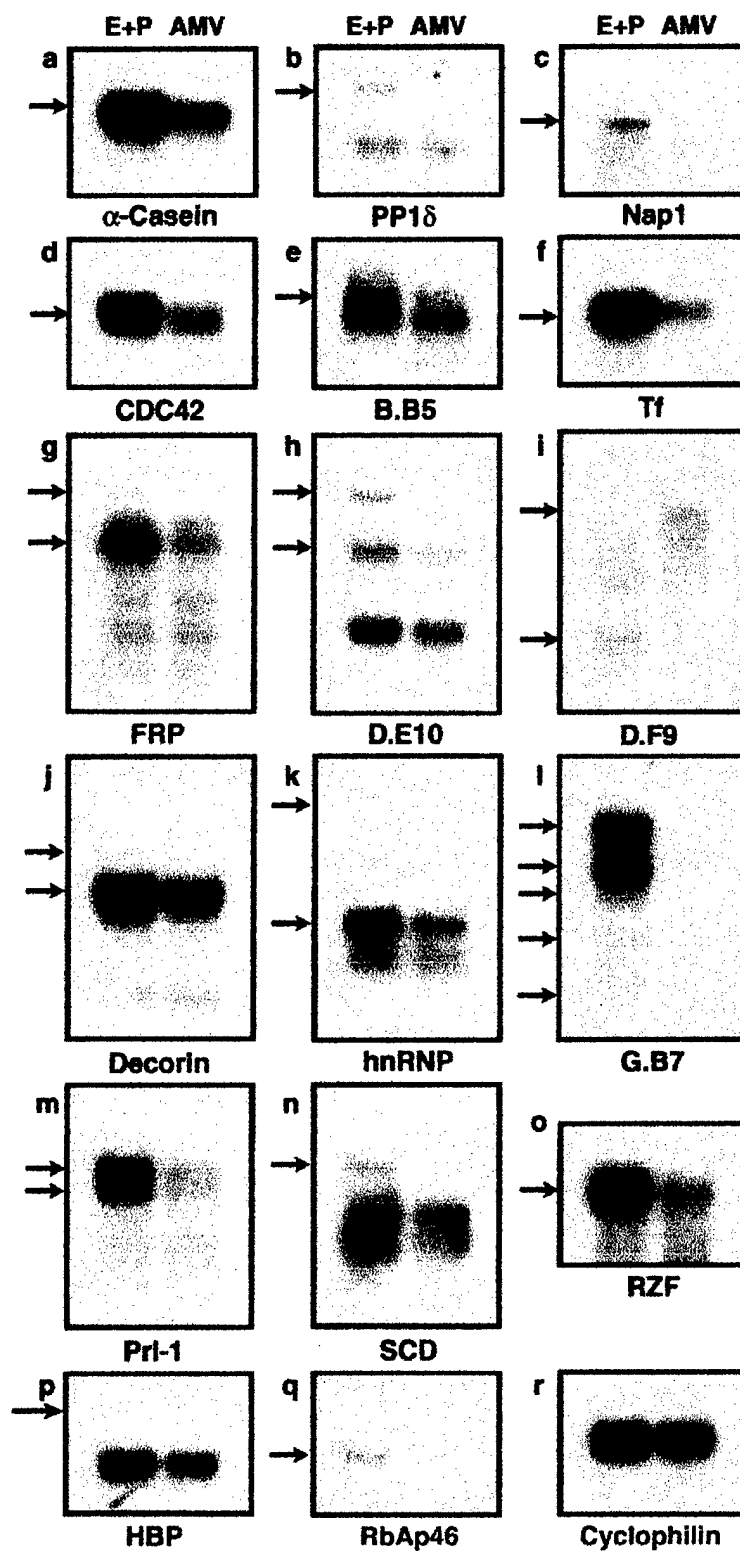 E+P AMV E+P AMV E+P AMV
a b c
α-Casein PP1δ Nap1
d e f
CDC42 B.B5 Tf
g h i
FRP D.E10 D.F9
j k l
Decorin hnRNP G.B7
m n o
RZF
Prl-1 SCD
p q r
HBP RbAp46 Cyclophilin